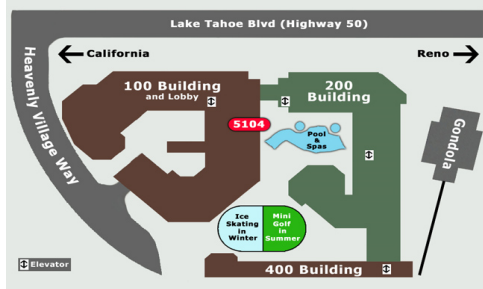 Lake Tahoe Blvd (Highway 50)
California
Reno
Heavenly Village Way
100 Building
and Lobby
200
Building
5104
Pool
&
Spas
Gondola
Ice
Skating
in
Winter
Mini
Golf
in
Summer
Elevator
400 Building